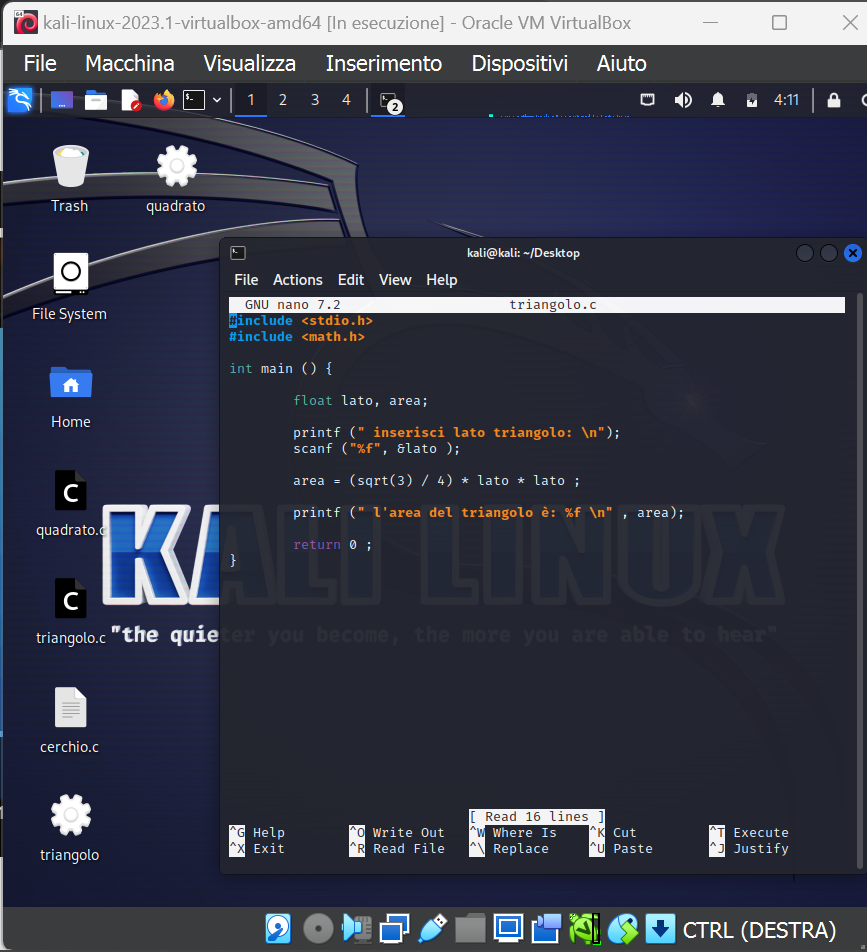 kali-linux-2023.1-virtualbox-amd64 [In esecuzione] - Oracle VM VirtualBox
File Macchina Visualizza Inserimento Dispositivi Aiuto
1 2 3 4 2 4:11
Trash quadrato
File System
Home
quadrato.c
triangolo.c
cerchio.c
triangolo
KA
"the quie
kali@kali: ~/Desktop
File Actions Edit View Help
GNU nano 7.2 triangolo.c
#include <stdio.h>
#include <math.h>
int main () {
float lato, area;
printf (" inserisci lato triangolo: \n");
scanf ("%f", &lato );
area = (sqrt(3) / 4) * lato * lato ;
printf (" l'area del triangolo è: %f \n" , area);
return 0 ;
}
KALI LINUX
"the quieter you become, the more you are able to hear"
[ Read 16 lines ]
^G Help ^O Write Out ^W Where Is ^K Cut ^T Execute
^X Exit ^R Read File ^\ Replace ^U Paste ^J Justify
CTRL (DESTRA)